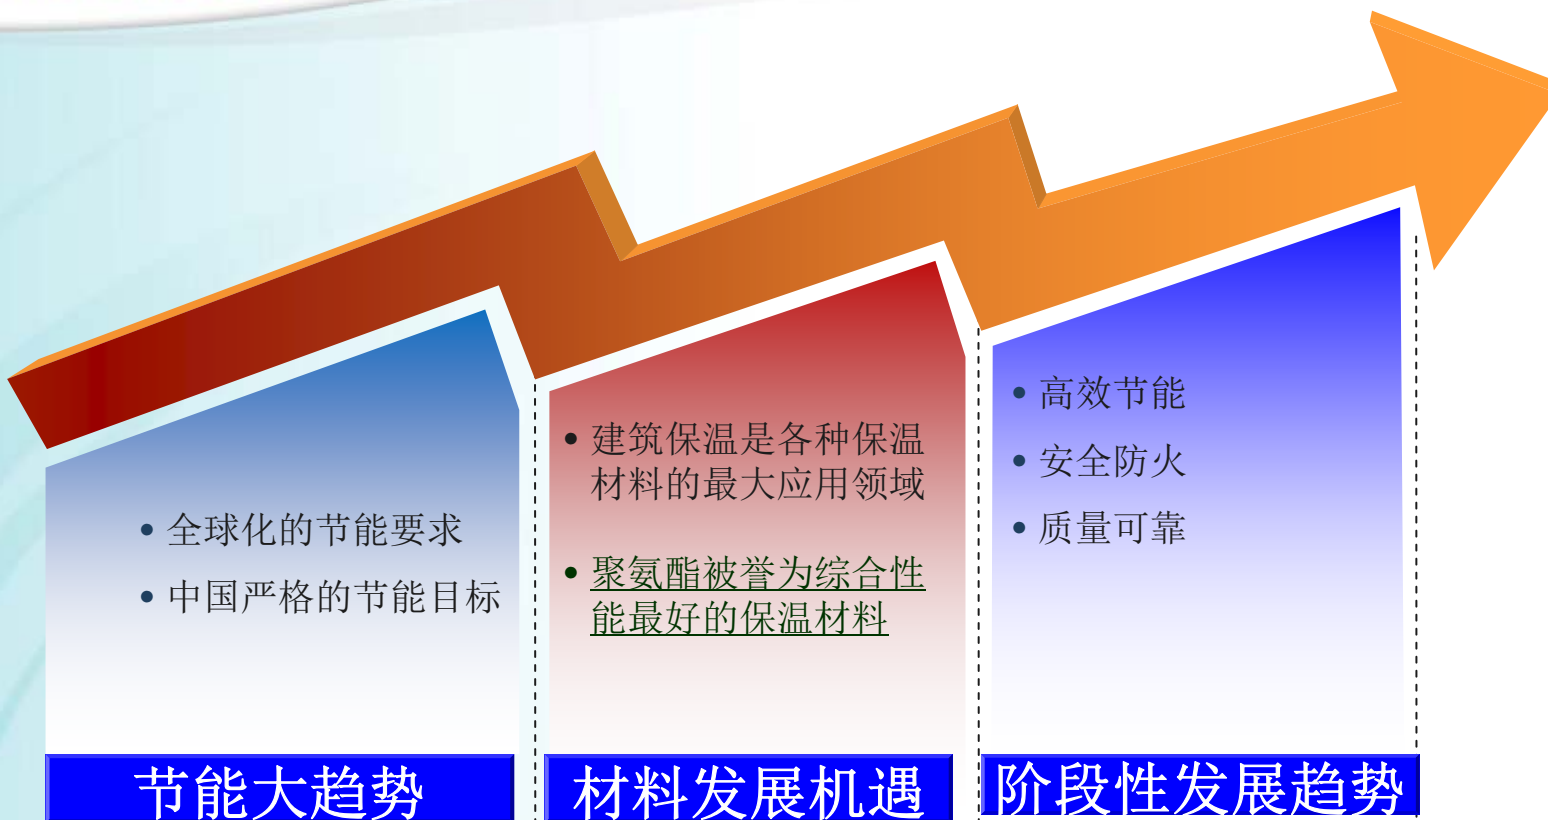 • 全球化的节能要求
• 中国严格的节能目标
节能大趋势
• 建筑保温是各种保温
材料的最大应用领域
• 聚氨酯被誉为综合性
能最好的保温材料
材料发展机遇
• 高效节能
• 安全防火
• 质量可靠
阶段性发展趋势